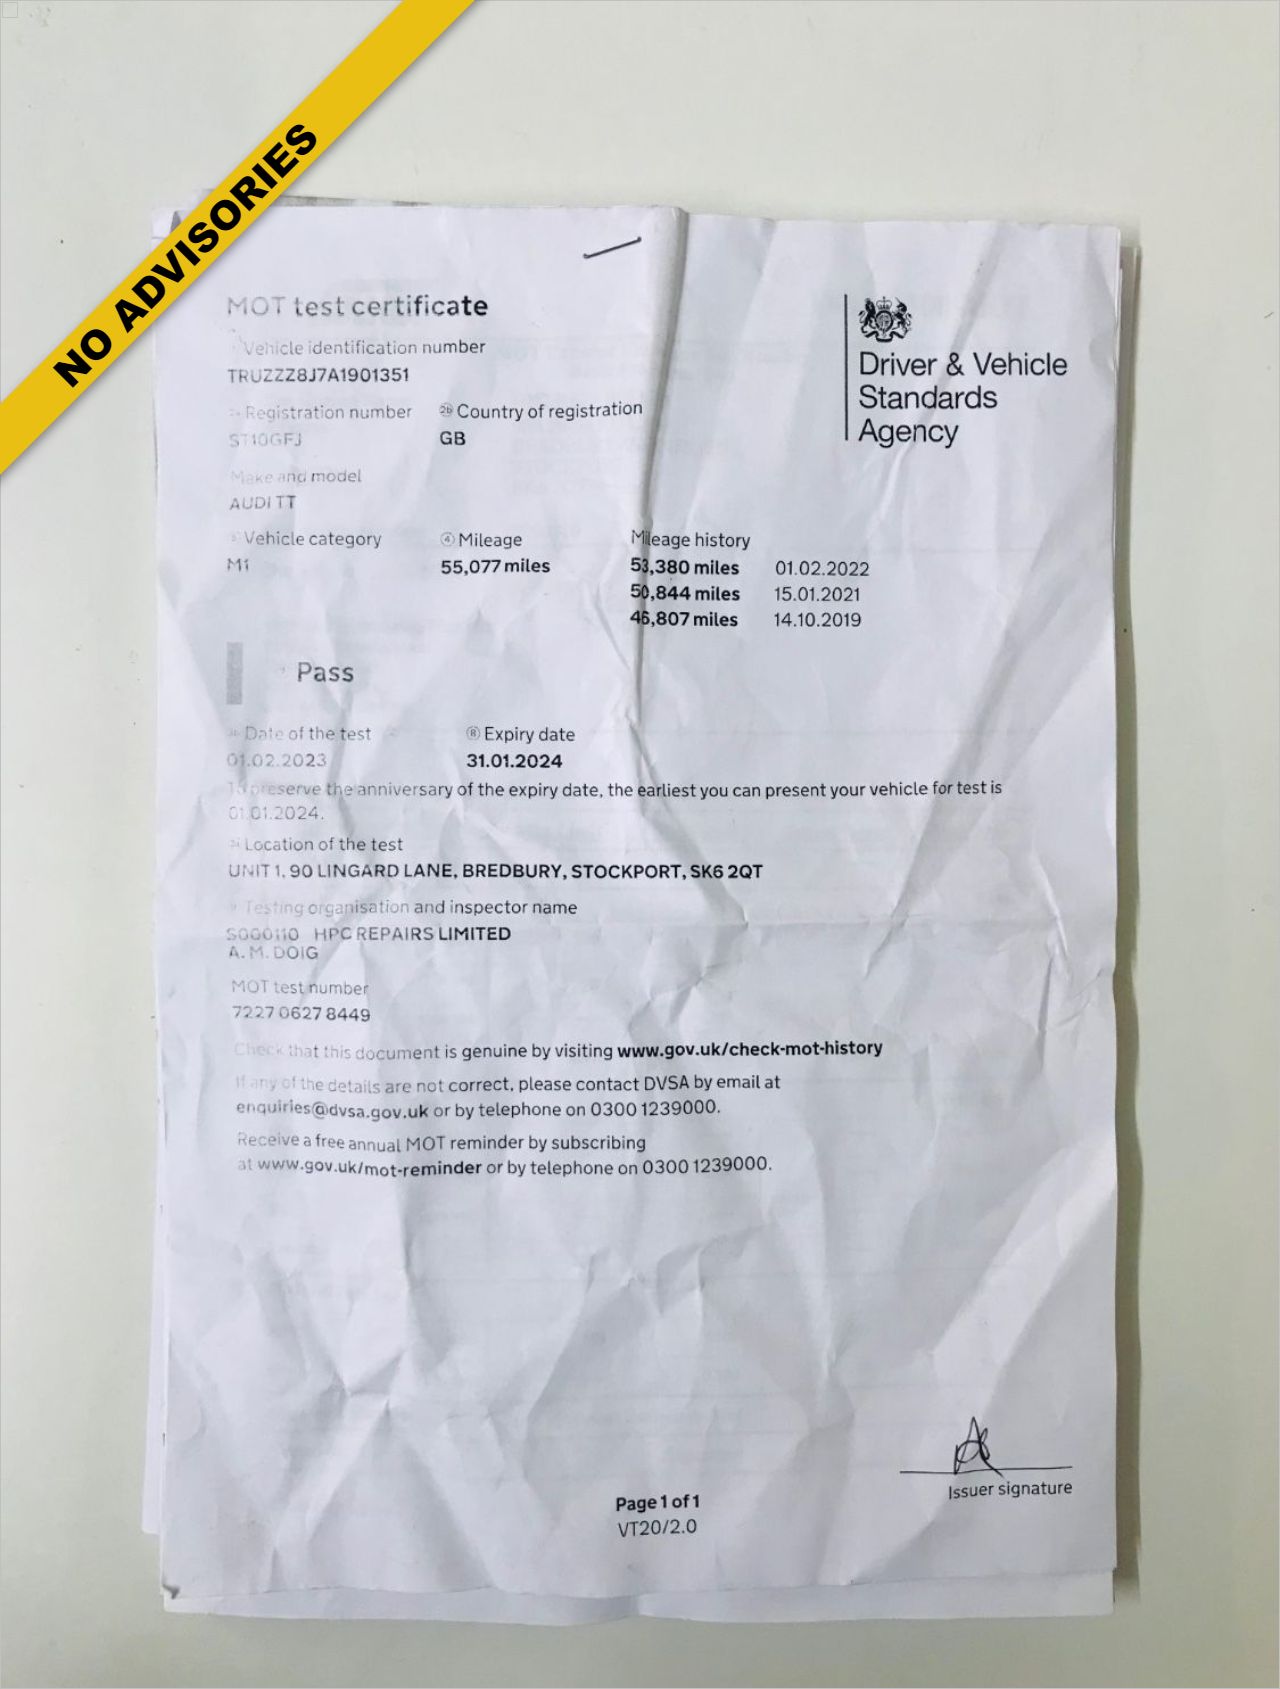 NO ADVISORIES
MOT test certificate
Driver & Vehicle
Standards
Agency
Vehicle identification number
TRUZZZ8J7A1901351
Registration number 2b Country of registration
ST10GFJ GB
Make and model
AUDI TT
Vehicle category 4 Mileage Mileage history
M1 55,077 miles 53,380 miles 01.02.2022
50,844 miles 15.01.2021
46,807 miles 14.10.2019
Pass
Date of the test 8 Expiry date
01.02.2023 31.01.2024
To preserve the anniversary of the expiry date, the earliest you can present your vehicle for test is
01.01.2024.
Location of the test
UNIT 1, 90 LINGARD LANE, BREDBURY, STOCKPORT, SK6 2QT
Testing organisation and inspector name
HPC REPAIRS LIMITED
A. M. DOIG
MOT test number
7227 0627 8449
Check that this document is genuine by visiting www.gov.uk/check-mot-history
If any of the details are not correct, please contact DVSA by email at
enquiries@dvsa.gov.uk or by telephone on 0300 1239000.
Receive a free annual MOT reminder by subscribing
at www.gov.uk/mot-reminder or by telephone on 0300 1239000.
Issuer signature
Page 1 of 1
VT20/2.0